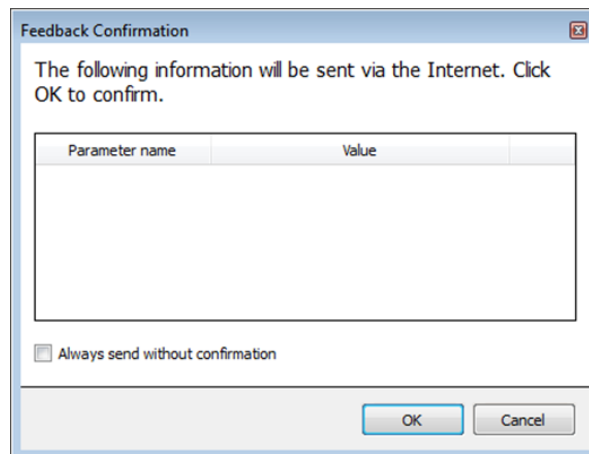 Feedback Confirmation
The following information will be sent via the Internet. Click
OK to confirm.
Parameter name Value
Always send without confirmation
OK Cancel